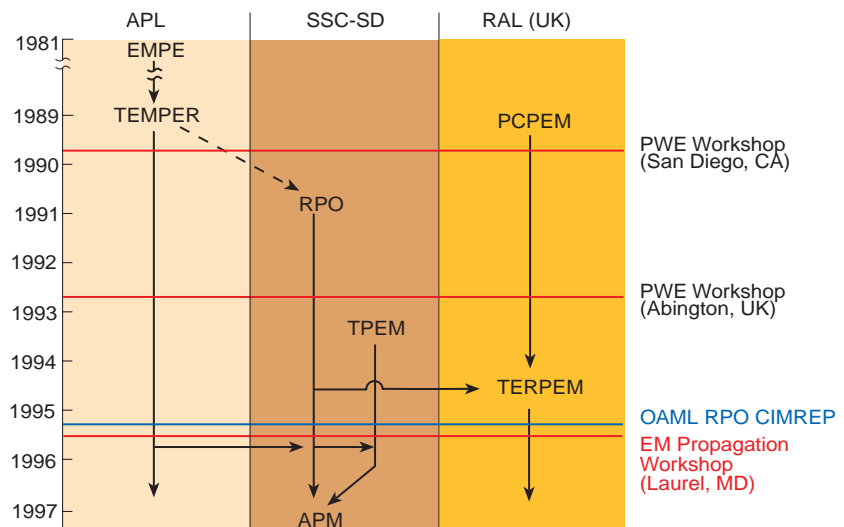 APL SSC-SD RAL (UK)
1981
EMPE
1989
TEMPER
PCPEM
PWE Workshop
(San Diego, CA)
1990
RPO
1991
1992
PWE Workshop
(Abington, UK)
1993
TPEM
1994
TERPEM
1995
OAML RPO CIMREP
EM Propagation
Workshop
(Laurel, MD)
1996
1997
APM